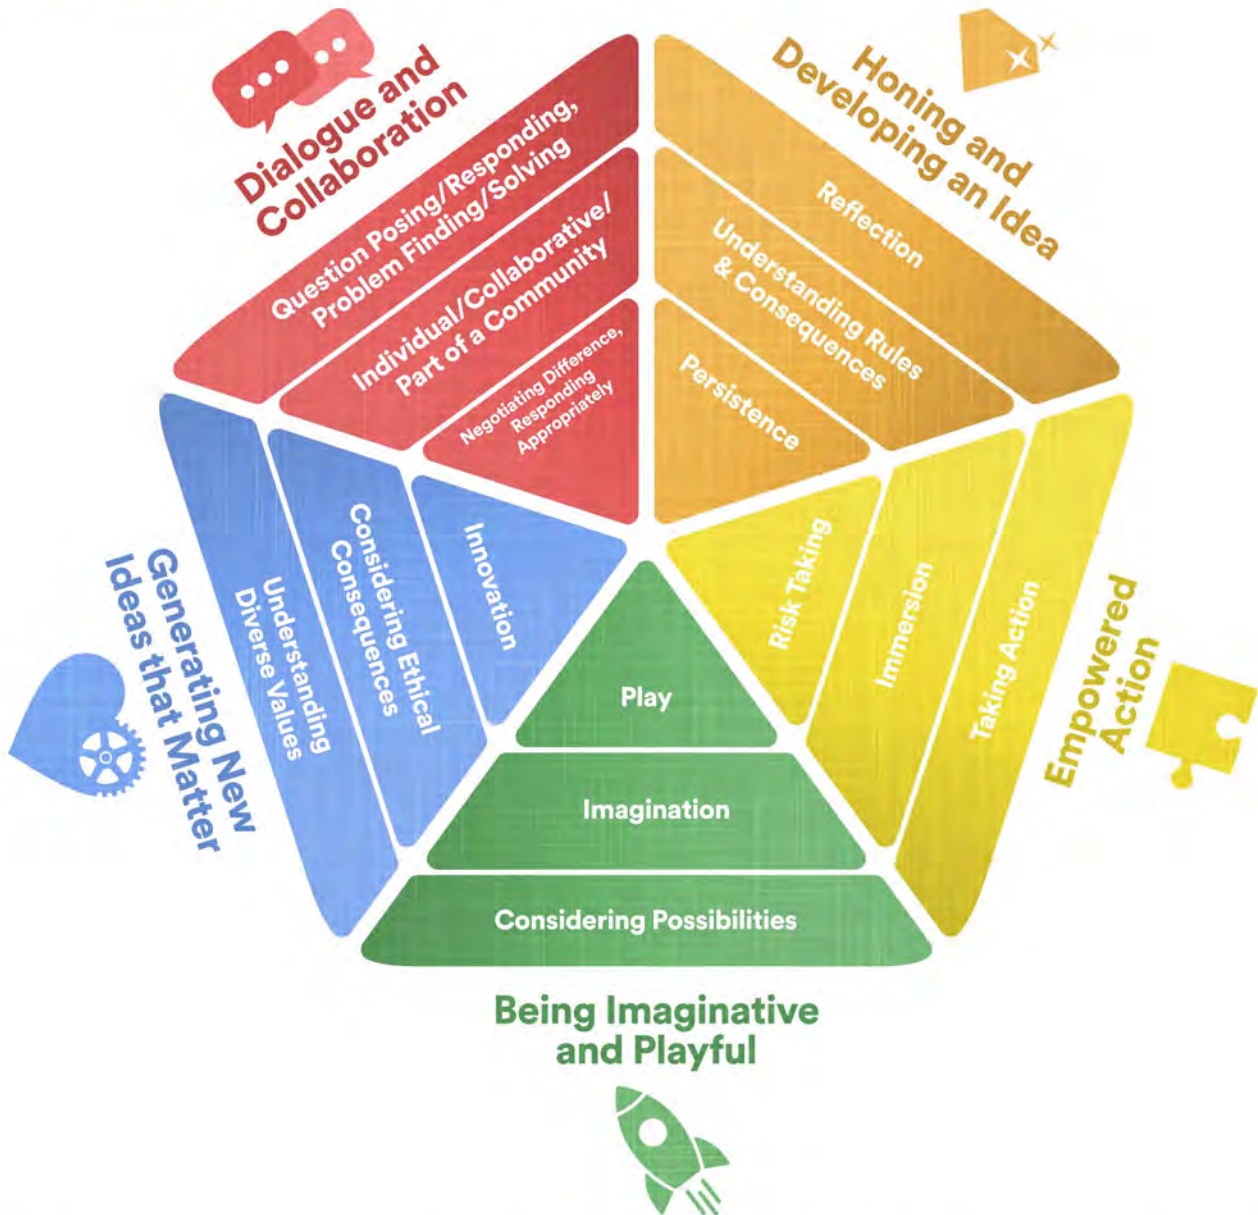 Dialogue and
Collaboration
Question Posing/Responding,
Problem Finding/Solving
Individual/Collaborative/
Part of a Community
Negotiating Difference,
Responding
Appropriately
Honing and
Developing an Idea
Reflection
Understanding Rules
& Consequences
Persistence
Empowered
Action
Risk Taking
Immersion
Taking Action
Generating New
Ideas that Matter
Understanding
Diverse Values
Considering Ethical
Consequences
Innovation
Play
Imagination
Considering Possibilities
Being Imaginative
and Playful